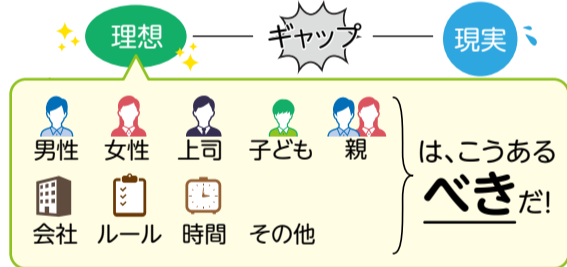 理想 ギャップ 現実
男性 女性 上司 子ども 親
会社 ルール 時間 その他
は、こうある
べきだ!